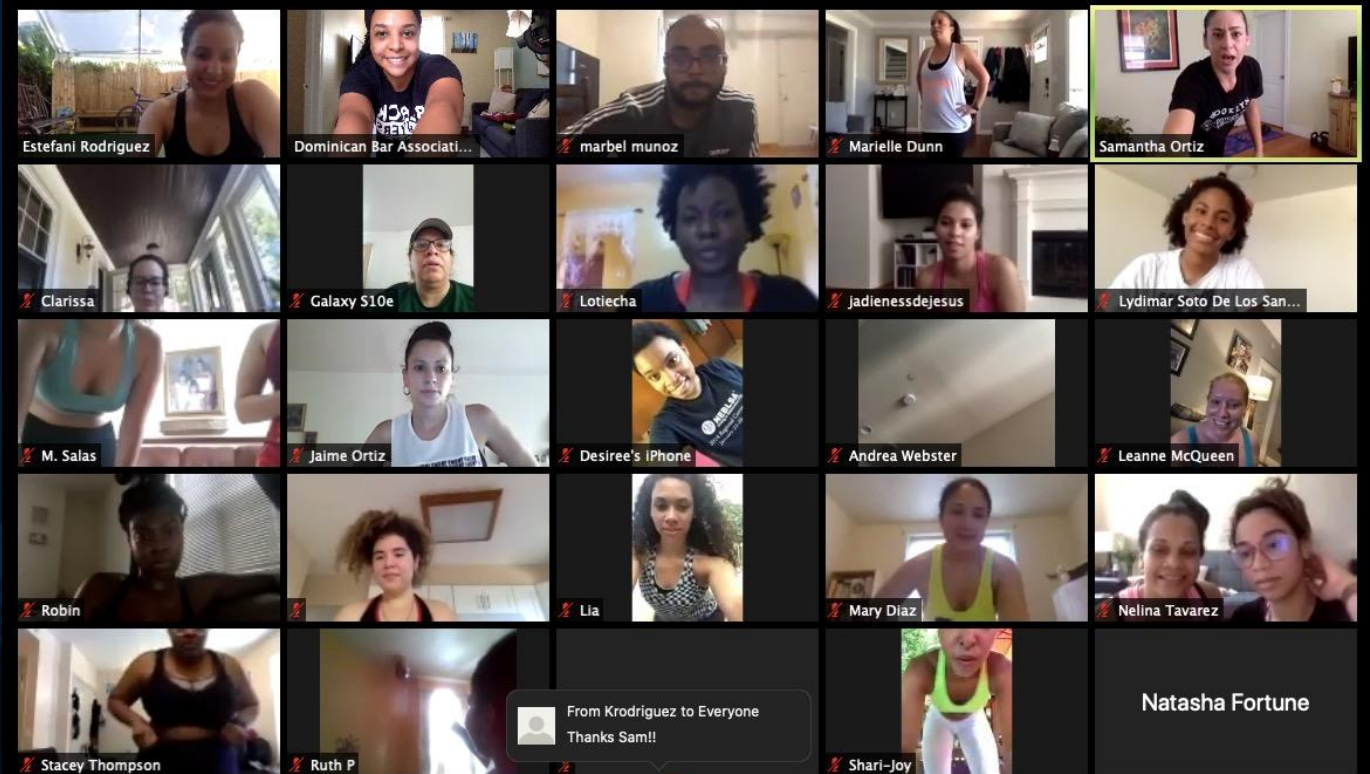 Estefani Rodriguez
Dominican Bar Associati...
marbel munoz
Marielle Dunn
Samantha Ortiz
Clarissa
Galaxy S10e
Lotiecha
jadienessdejesus
Lydimar Soto De Los San...
M. Salas
Jaime Ortiz
NEBLSA
Desiree's iPhone
Andrea Webster
Leanne McQueen
Robin
Lia
Mary Diaz
Nelina Tavarez
Stacey Thompson
Ruth P
From Krodriguez to Everyone
Thanks Sam!!
Shari-Joy
Natasha Fortune